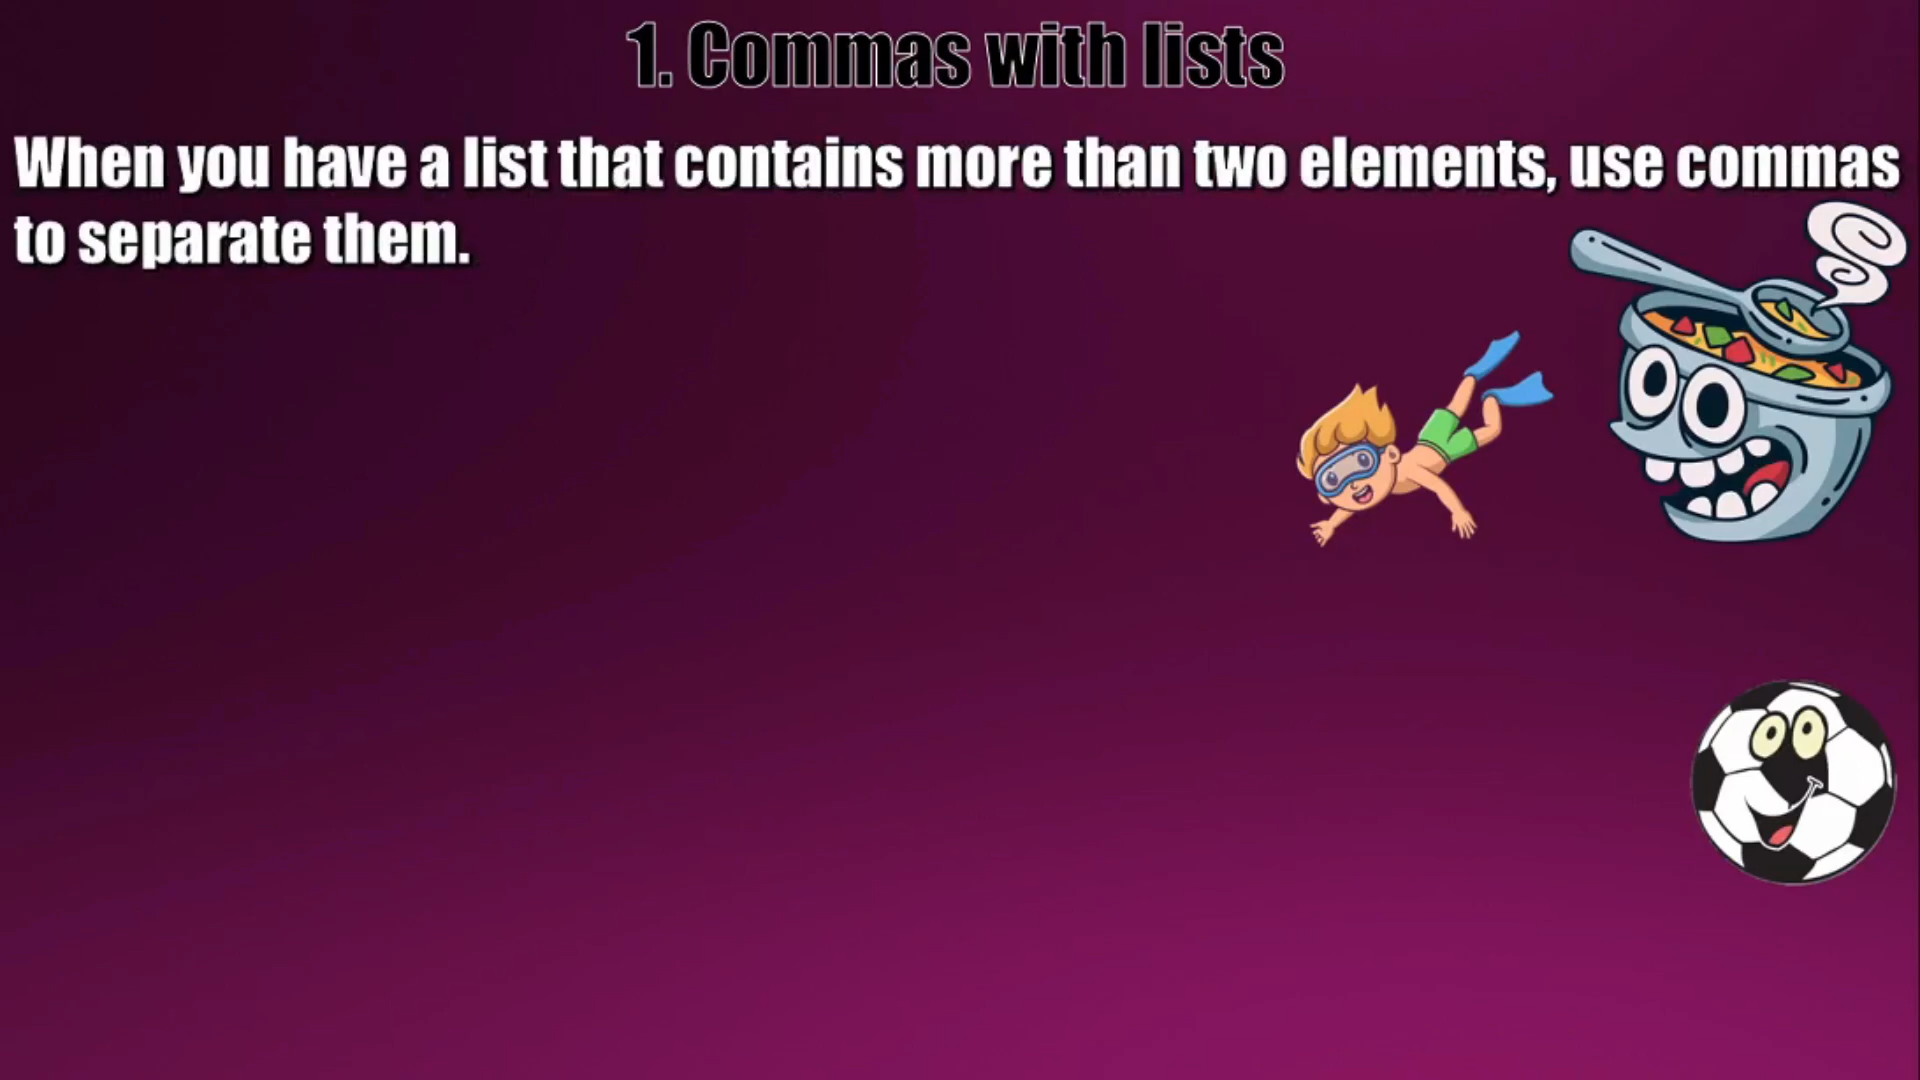 1. Commas with lists
When you have a list that contains more than two elements, use commas
to separate them.